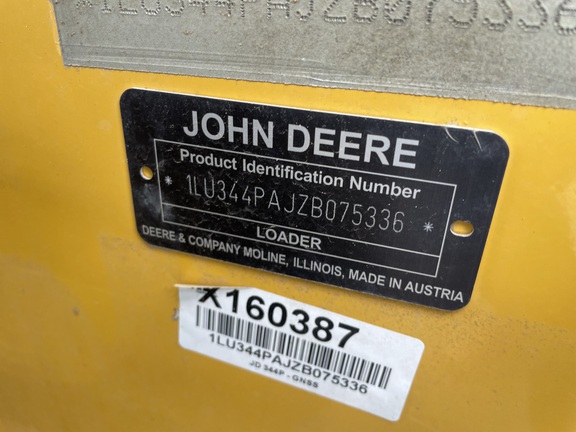 1LU344PAJZB075336
JOHN DEERE
Product Identification Number
* 1LU344PAJZB075336 *
LOADER
DEERE & COMPANY MOLINE, ILLINOIS, MADE IN AUSTRIA
X160387
1LU344PAJZB075336
JD 344P - GNSS